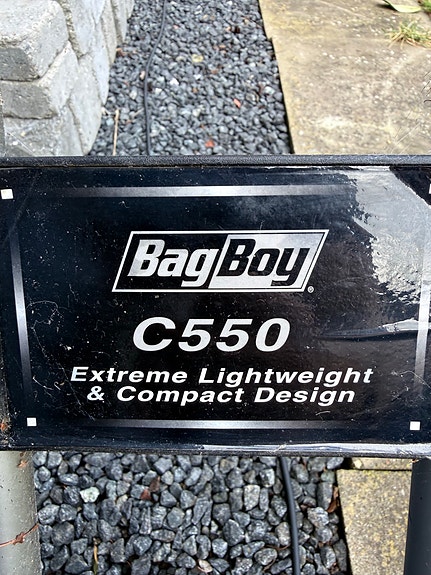 BagBoy®
C550
Extreme Lightweight
& Compact Design